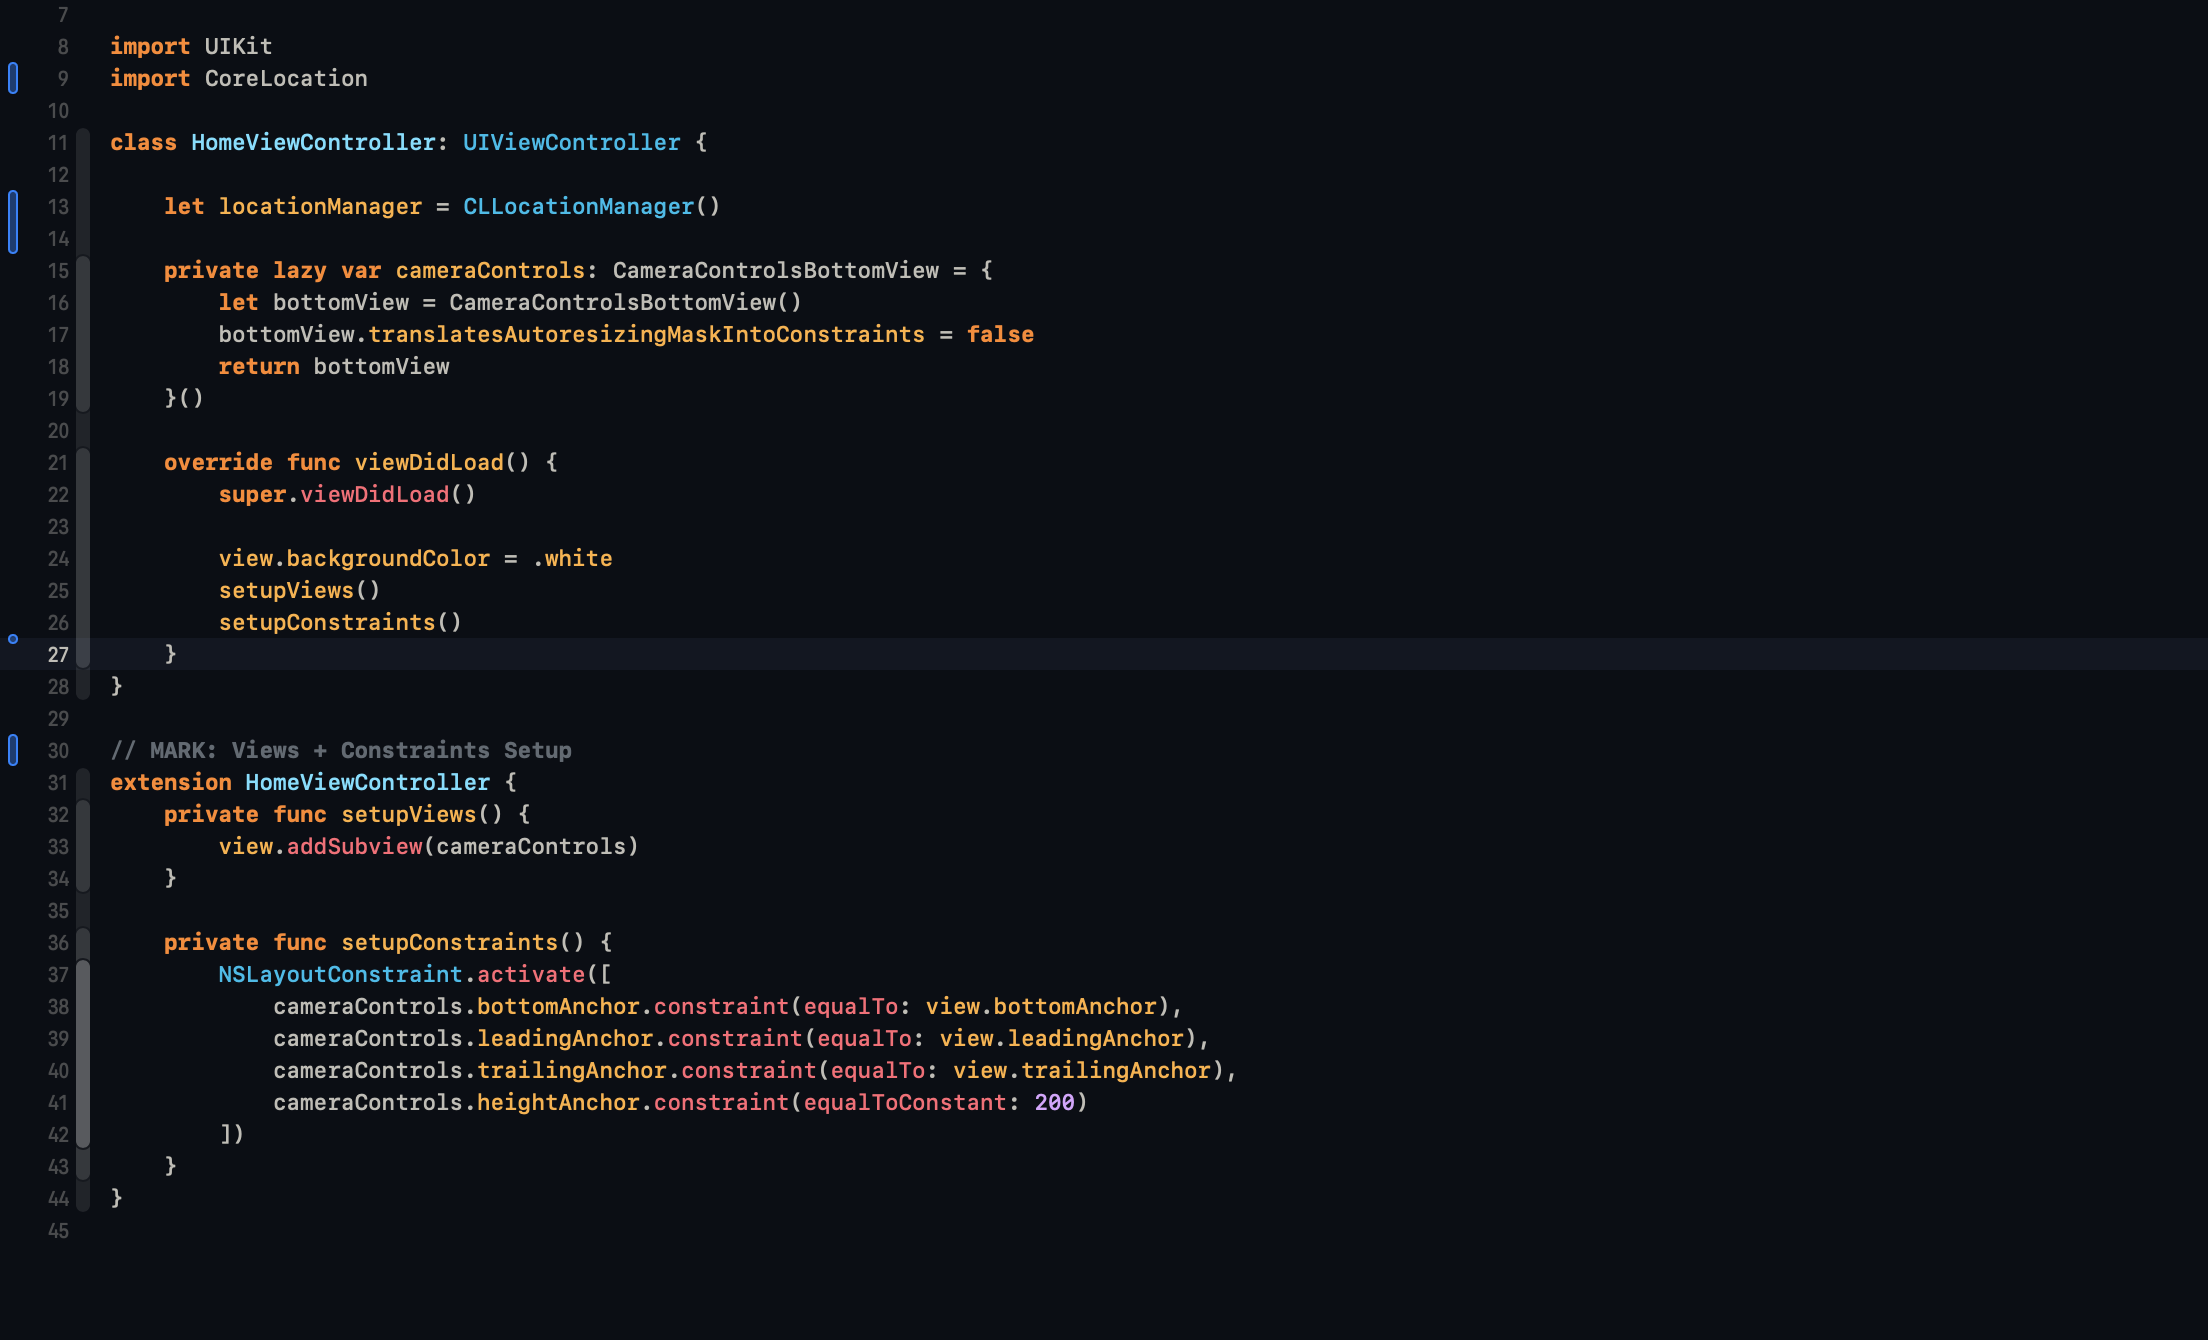 7
8 import UIKit
9 import CoreLocation
10
11 class HomeViewController: UIViewController {
12
13     let locationManager = CLLocationManager()
14
15     private lazy var cameraControls: CameraControlsBottomView = {
16         let bottomView = CameraControlsBottomView()
17         bottomView.translatesAutoresizingMaskIntoConstraints = false
18         return bottomView
19     }()
20
21     override func viewDidLoad() {
22         super.viewDidLoad()
23
24         view.backgroundColor = .white
25         setupViews()
26         setupConstraints()
27     }
28 }
29
30 // MARK: Views + Constraints Setup
31 extension HomeViewController {
32     private func setupViews() {
33         view.addSubview(cameraControls)
34     }
35
36     private func setupConstraints() {
37         NSLayoutConstraint.activate([
38             cameraControls.bottomAnchor.constraint(equalTo: view.bottomAnchor),
39             cameraControls.leadingAnchor.constraint(equalTo: view.leadingAnchor),
40             cameraControls.trailingAnchor.constraint(equalTo: view.trailingAnchor),
41             cameraControls.heightAnchor.constraint(equalToConstant: 200)
42         ])
43     }
44 }
45